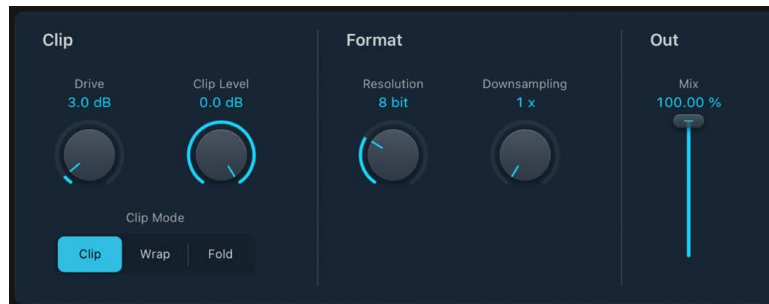 Clip
Format
Out
Drive
Clip Level
Resolution
Downsampling
Mix
3.0 dB
0.0 dB
8 bit
1 x
100.00 %
Clip Mode
Clip
Wrap
Fold